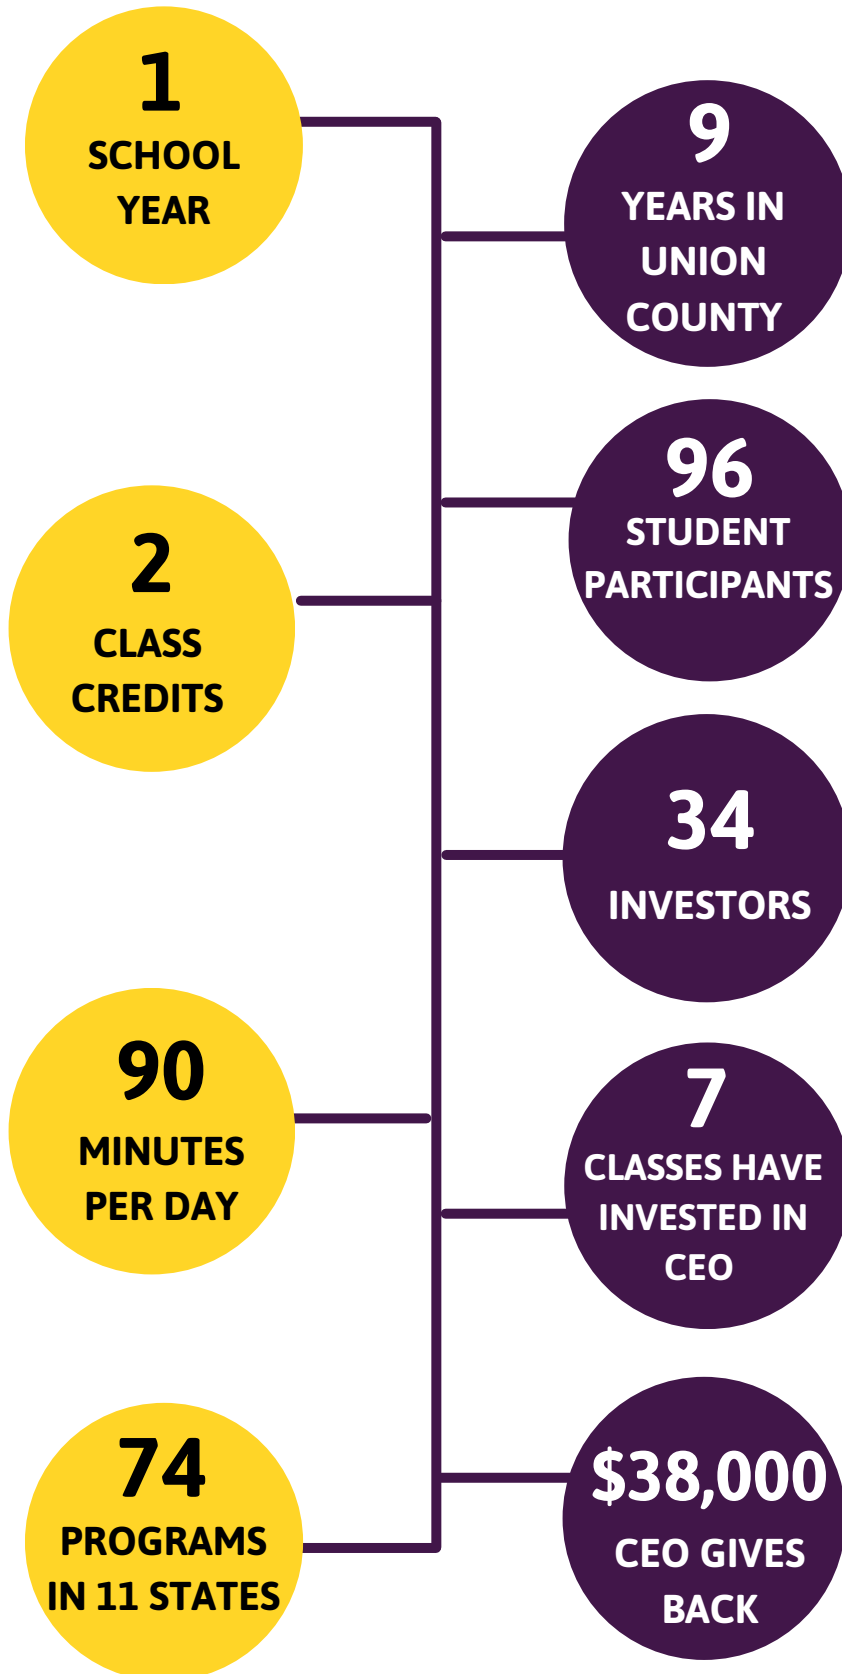 1
SCHOOL
YEAR
9
YEARS IN
UNION
COUNTY
96
STUDENT
PARTICIPANTS
2
CLASS
CREDITS
34
INVESTORS
90
MINUTES
PER DAY
7
CLASSES HAVE
INVESTED IN
CEO
74
PROGRAMS
IN 11 STATES
$38,000
CEO GIVES
BACK